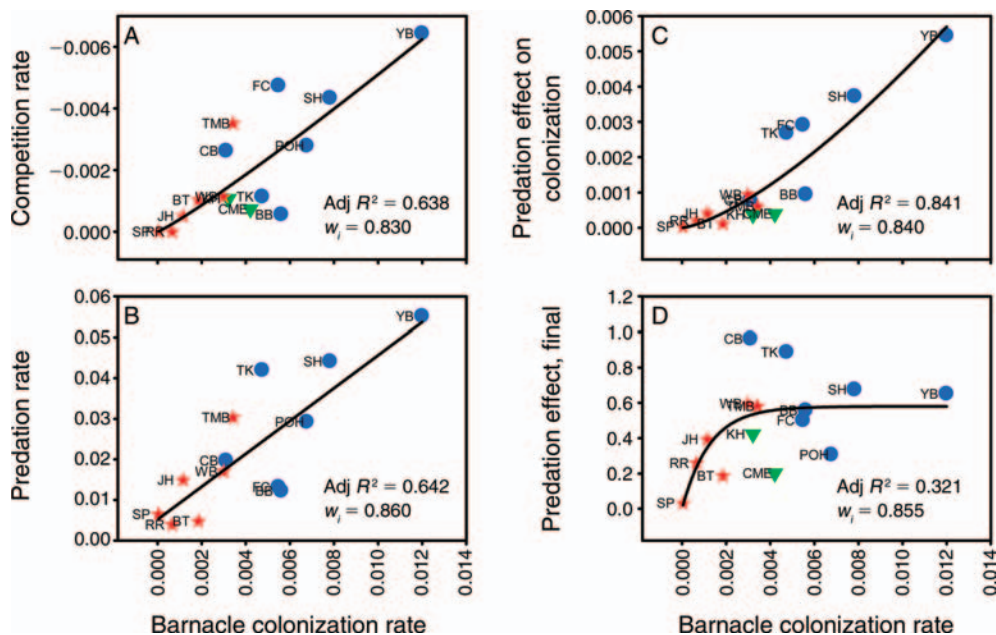 A
Competition rate
−0.006
−0.004
−0.002
0.000
YB
FC
SH
TMB
CB
POH
BT
WB
TK
CMB
BB
JH
SP
RR
Adj R² = 0.638
wᵢ = 0.830
C
Predation effect on
colonization
0.006
0.005
0.004
0.003
0.002
0.001
0.000
YB
SH
FC
TK
WB
BB
KH
CMB
JH
RR
SP
BT
Adj R² = 0.841
wᵢ = 0.840
B
Predation rate
0.06
0.05
0.04
0.03
0.02
0.01
0.00
YB
SH
TK
TMB
POH
CB
WB
JH
FC
BB
SP
RR
BT
Adj R² = 0.642
wᵢ = 0.860
0.000
0.002
0.004
0.006
0.008
0.010
0.012
0.014
Barnacle colonization rate
D
Predation effect, final
1.2
1.0
0.8
0.6
0.4
0.2
0.0
CB
TK
SH
YB
WB
TMB
BB
FC
KH
JH
POH
RR
BT
CMB
SP
Adj R² = 0.321
wᵢ = 0.855
0.000
0.002
0.004
0.006
0.008
0.010
0.012
0.014
Barnacle colonization rate